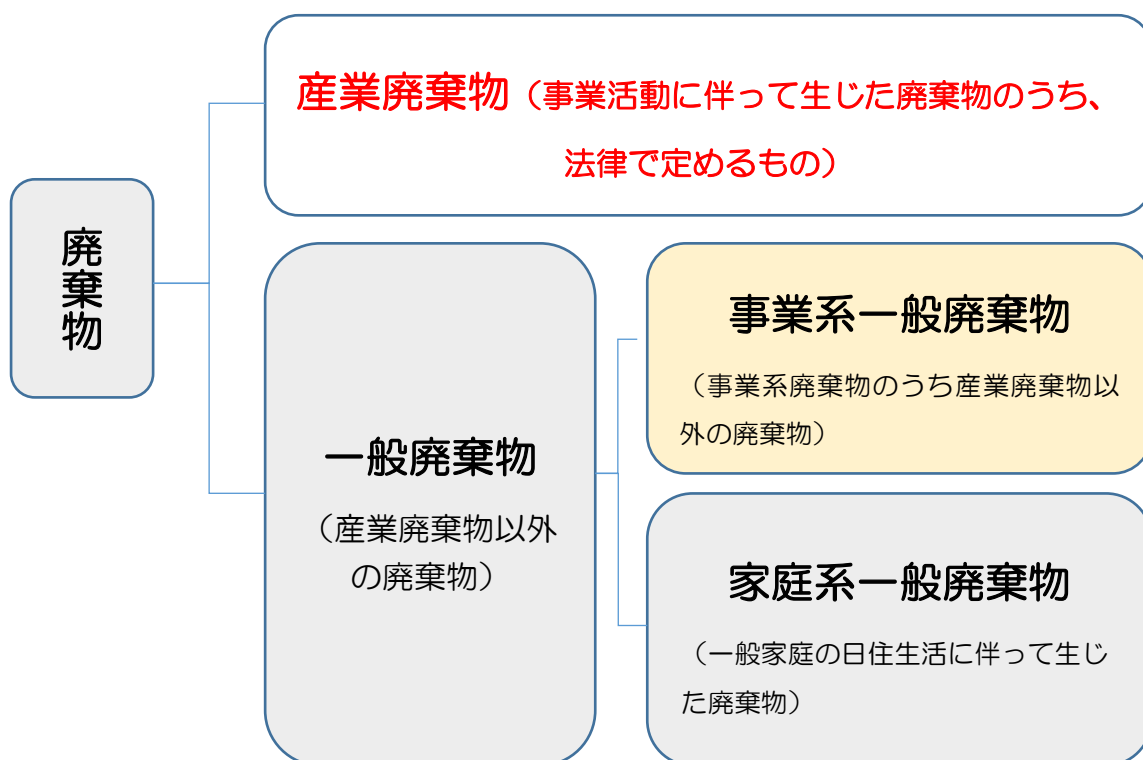 産業廃棄物（事業活動に伴って生じた廃棄物のうち、
法律で定めるもの）
廃棄物
一般廃棄物
（産業廃棄物以外
の廃棄物）
事業系一般廃棄物
（事業系廃棄物のうち産業廃棄物以
外の廃棄物）
家庭系一般廃棄物
（一般家庭の日住生活に伴って生じ
た廃棄物）